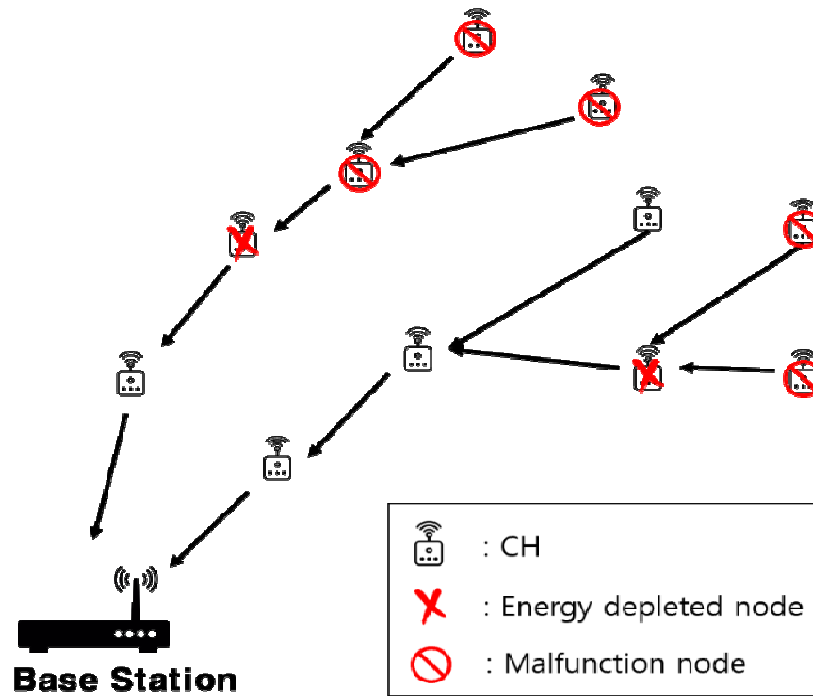 : CH
: Energy depleted node
: Malfunction node
Base Station